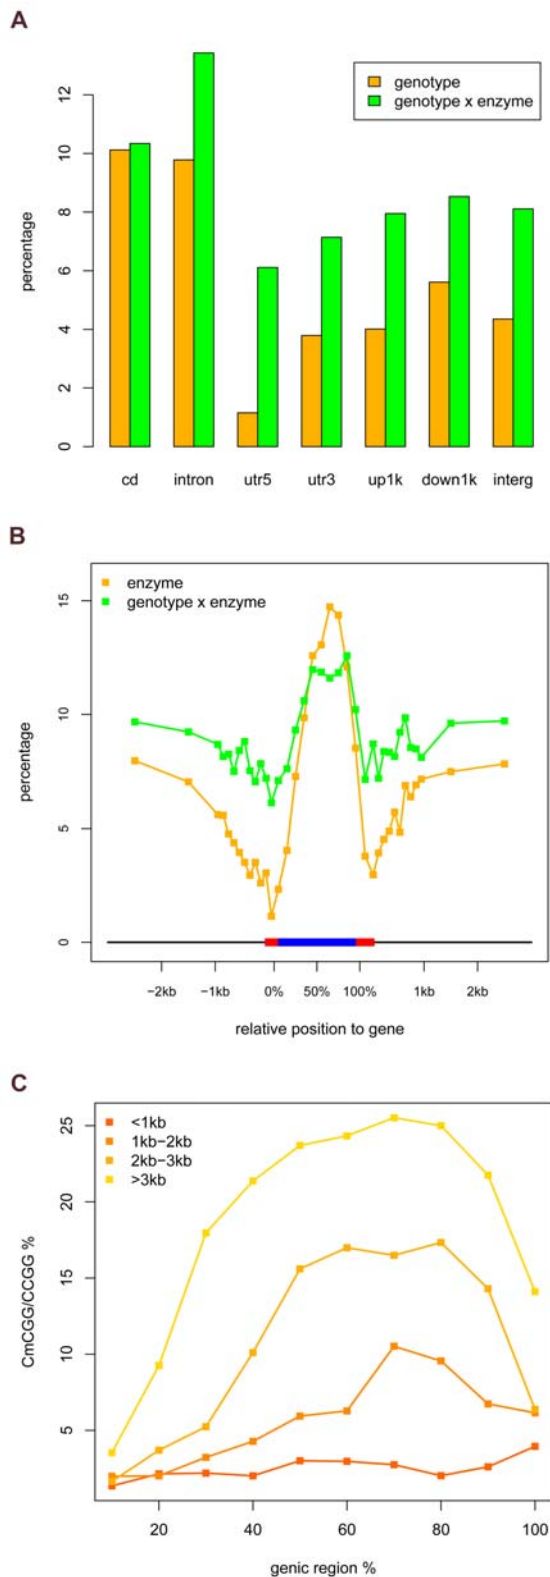 A
genotype
genotype x enzyme
percentage
0 2 4 6 8 10 12
cd intron utr5 utr3 up1k down1k interg
B
enzyme
genotype x enzyme
percentage
0 5 10 15
−2kb −1kb 0% 50% 100% 1kb 2kb
relative position to gene
C
<1kb
1kb−2kb
2kb−3kb
>3kb
CmCGG/CCGG %
5 10 15 20 25
20 40 60 80 100
genic region %